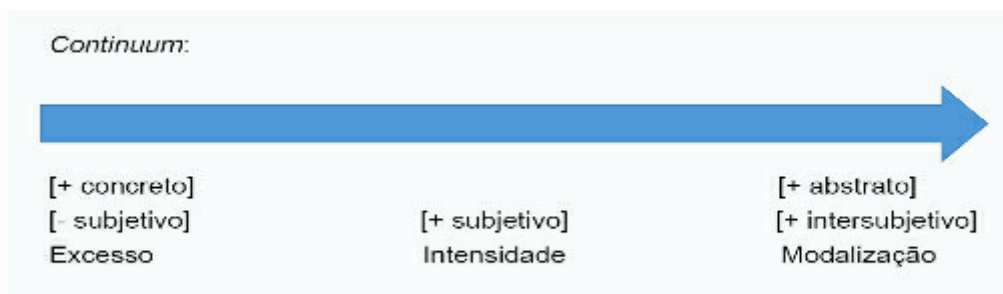 Continuum:
[+ concreto] [+ abstrato]
[- subjetivo] [+ subjetivo] [+ intersubjetivo]
Excesso Intensidade Modalização